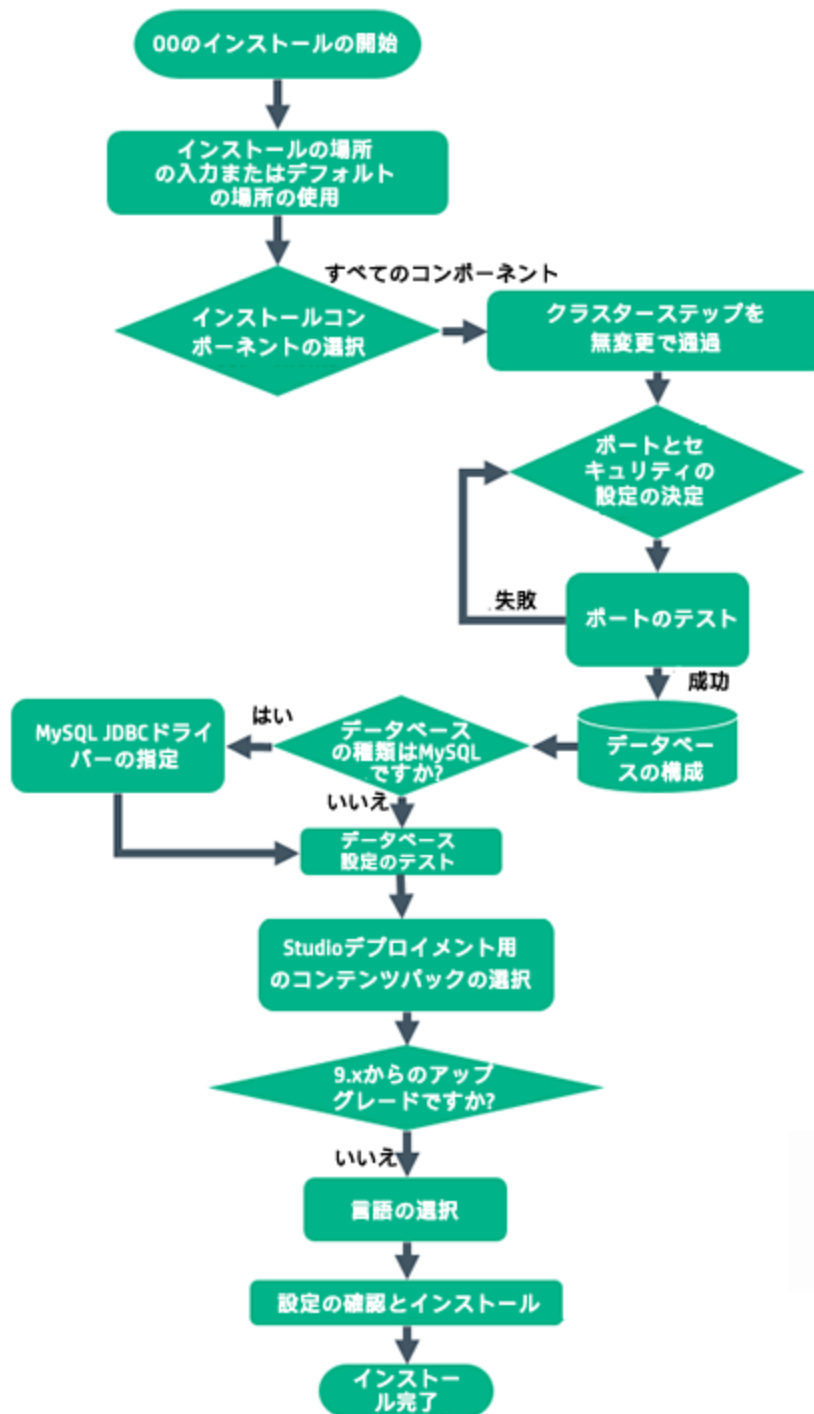 OOのインストールの開始
インストールの場所
の入力またはデフォルト
の場所の使用
すべてのコンポーネント
インストールコン
ポーネントの選択
クラスターステップを
無変更で通過
ポートとセ
キュリティの
設定の決定
失敗
ポートのテスト
成功
データベー
スの構成
データベース
の種類はMySQL
ですか?
はい
MySQL JDBCドライ
バーの指定
いいえ
データベース
設定のテスト
Studioデプロイメント用
のコンテンツパックの選択
9.xからのアップ
グレードですか?
いいえ
言語の選択
設定の確認とインストール
インストー
ル完了